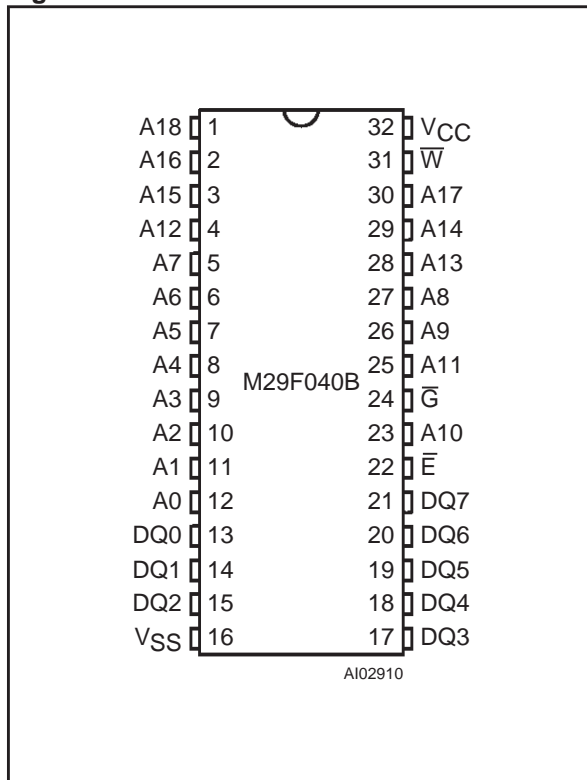 A18 1 32 VCC
A16 2 31 W̅
A15 3 30 A17
A12 4 29 A14
A7 5 28 A13
A6 6 27 A8
A5 7 26 A9
A4 8 25 A11
M29F040B
A3 9 24 G̅
A2 10 23 A10
A1 11 22 E̅
A0 12 21 DQ7
DQ0 13 20 DQ6
DQ1 14 19 DQ5
DQ2 15 18 DQ4
VSS 16 17 DQ3
AI02910